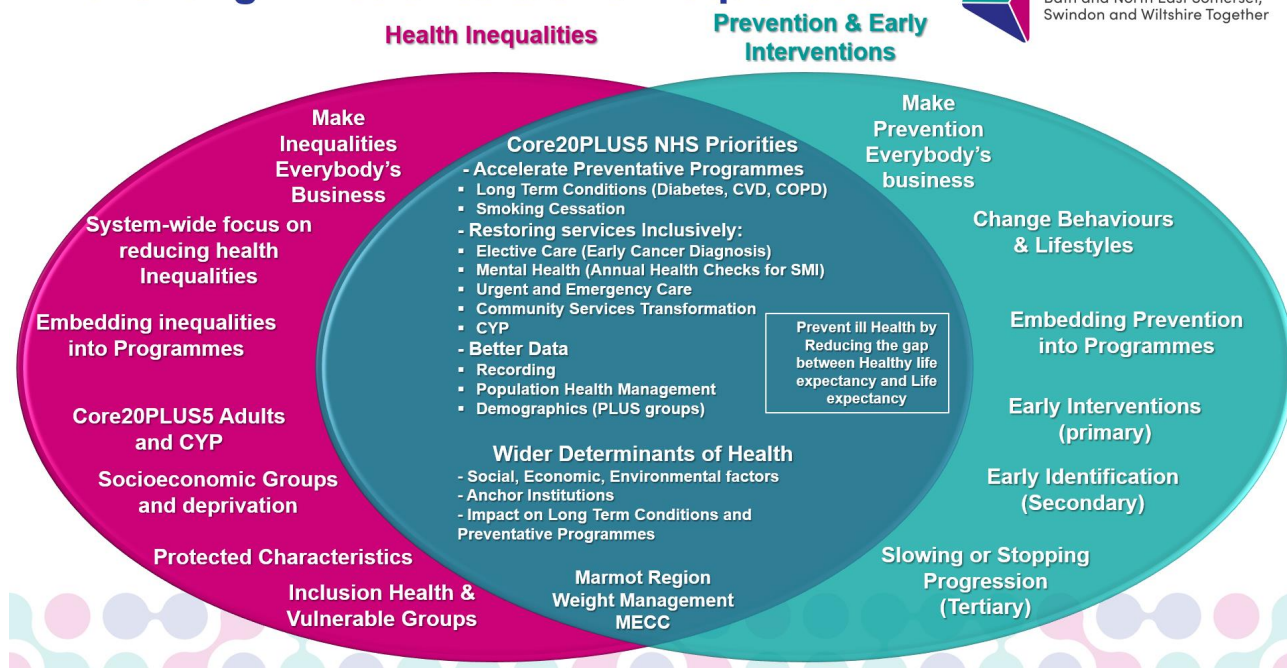 Health Inequalities
Prevention & Early
Interventions
Swindon and Wiltshire Together
Make
Inequalities
Everybody's
Business
System-wide focus on
reducing health
Inequalities
Embedding inequalities
into Programmes
Core20PLUS5 Adults
and CYP
Socioeconomic Groups
and deprivation
Protected Characteristics
Inclusion Health &
Vulnerable Groups
Core20PLUS5 NHS Priorities
- Accelerate Preventative Programmes
▪ Long Term Conditions (Diabetes, CVD, COPD)
▪ Smoking Cessation
- Restoring services Inclusively:
▪ Elective Care (Early Cancer Diagnosis)
▪ Mental Health (Annual Health Checks for SMI)
▪ Urgent and Emergency Care
▪ Community Services Transformation
▪ CYP
- Better Data
▪ Recording
▪ Population Health Management
▪ Demographics (PLUS groups)
Prevent ill Health by
Reducing the gap
between Healthy life
expectancy and Life
expectancy
Wider Determinants of Health
- Social, Economic, Environmental factors
- Anchor Institutions
- Impact on Long Term Conditions and
Preventative Programmes
Marmot Region
Weight Management
MECC
Make
Prevention
Everybody's
business
Change Behaviours
& Lifestyles
Embedding Prevention
into Programmes
Early Interventions
(primary)
Early Identification
(Secondary)
Slowing or Stopping
Progression
(Tertiary)